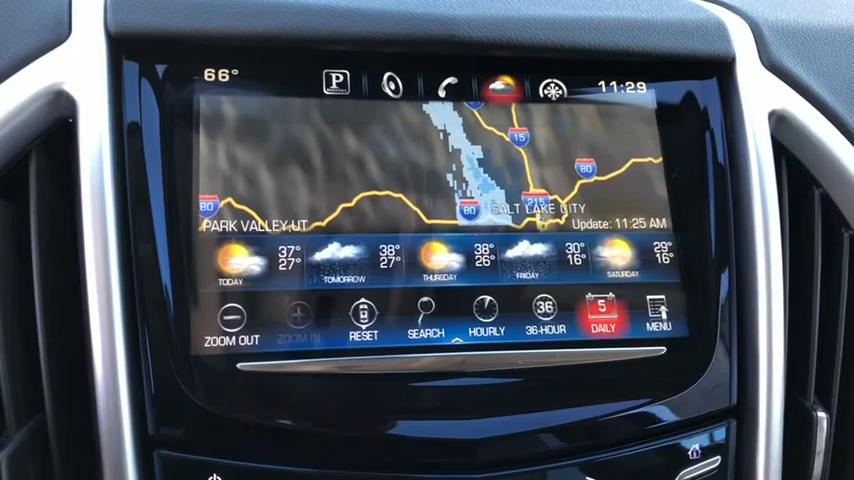 66° P 11:29
15
80
80 80 215 SALT LAKE CITY
PARK VALLEY,UT Update: 11:25 AM
37° 38° 38° 30° 29°
27° 27° 26° 16° 16°
TODAY TOMORROW THURSDAY FRIDAY SATURDAY
36 5
ZOOM OUT ZOOM IN RESET SEARCH HOURLY 36-HOUR DAILY MENU